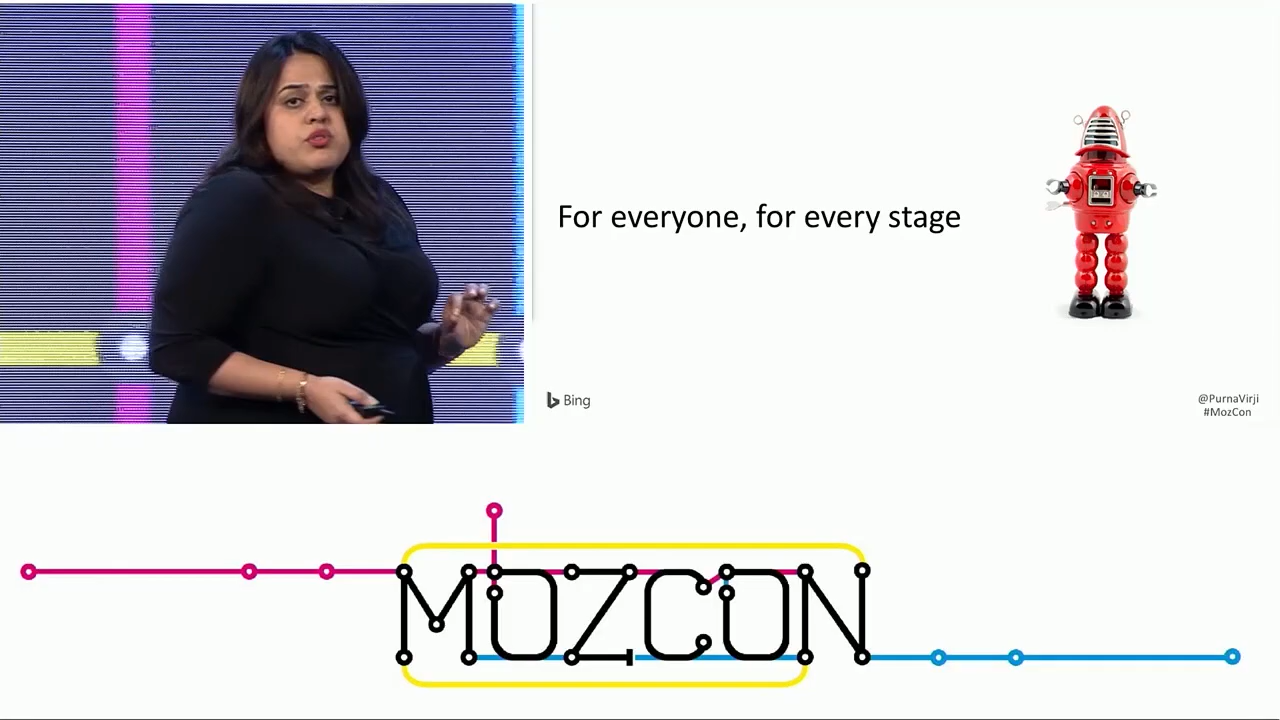 For everyone, for every stage
Bing
@PurnaVirji
#MozCon
MOZCON